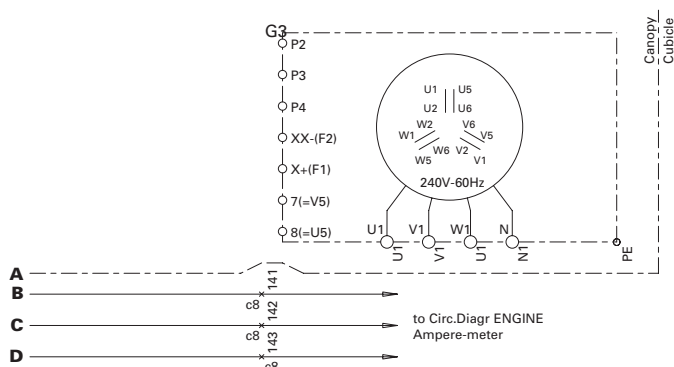 G3
P2
P3
P4
XX-(F2)
X+(F1)
7(=V5)
8(=U5)
U1 U5
U2 U6
W2 V6
W1 V5
W6 V2
W5 V1
240V-60Hz
U1 V1 W1 N
U1 V1 U1 N1 PE
Canopy
Cubicle
A
B
C
D
141
c8
142
c8
143
c8
to Circ.Diagr ENGINE
Ampere-meter